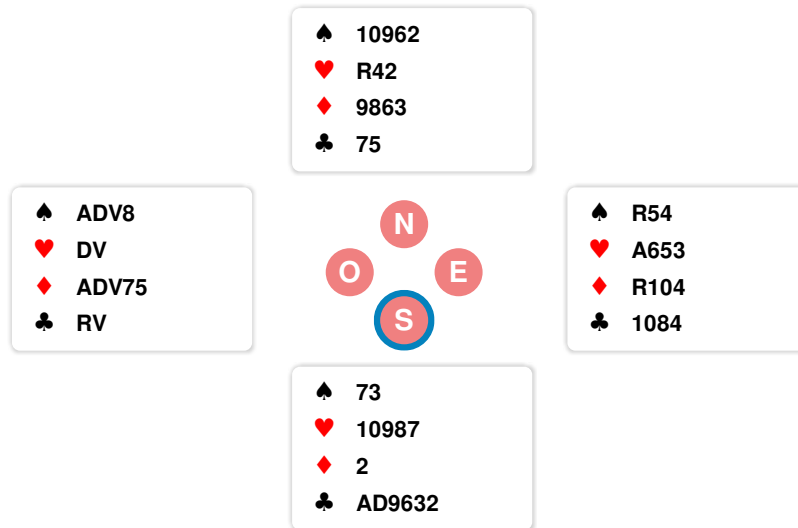 ♠ 10962
♥ R42
♦ 9863
♣ 75
♠ ADV8
♥ DV
♦ ADV75
♣ RV
N
O E
S
♠ R54
♥ A653
♦ R104
♣ 1084
♠ 73
♥ 10987
♦ 2
♣ AD9632